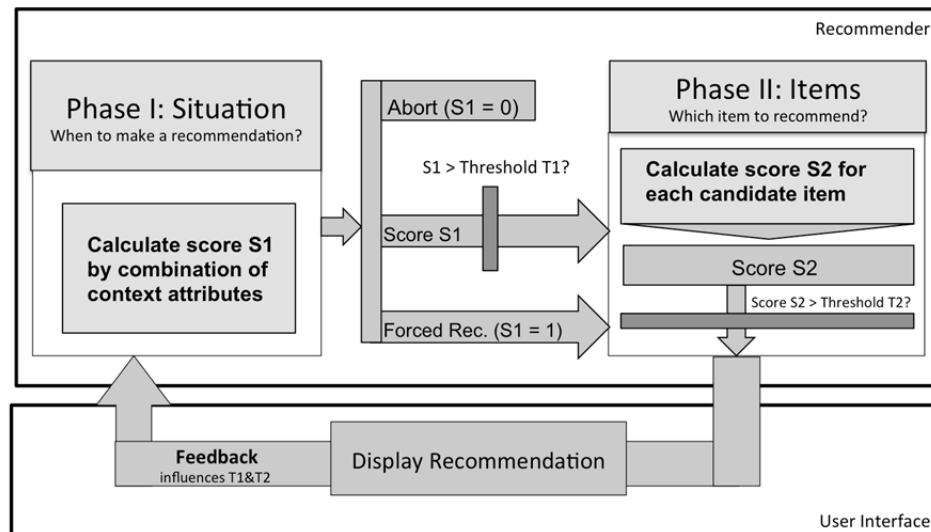 Recommender
Phase I: Situation
When to make a recommendation?
Calculate score S1
by combination of
context attributes
Abort (S1 = 0)
S1 > Threshold T1?
Score S1
Forced Rec. (S1 = 1)
Phase II: Items
Which item to recommend?
Calculate score S2 for
each candidate item
Score S2
Score S2 > Threshold T2?
Feedback
influences T1&T2
Display Recommendation
User Interface